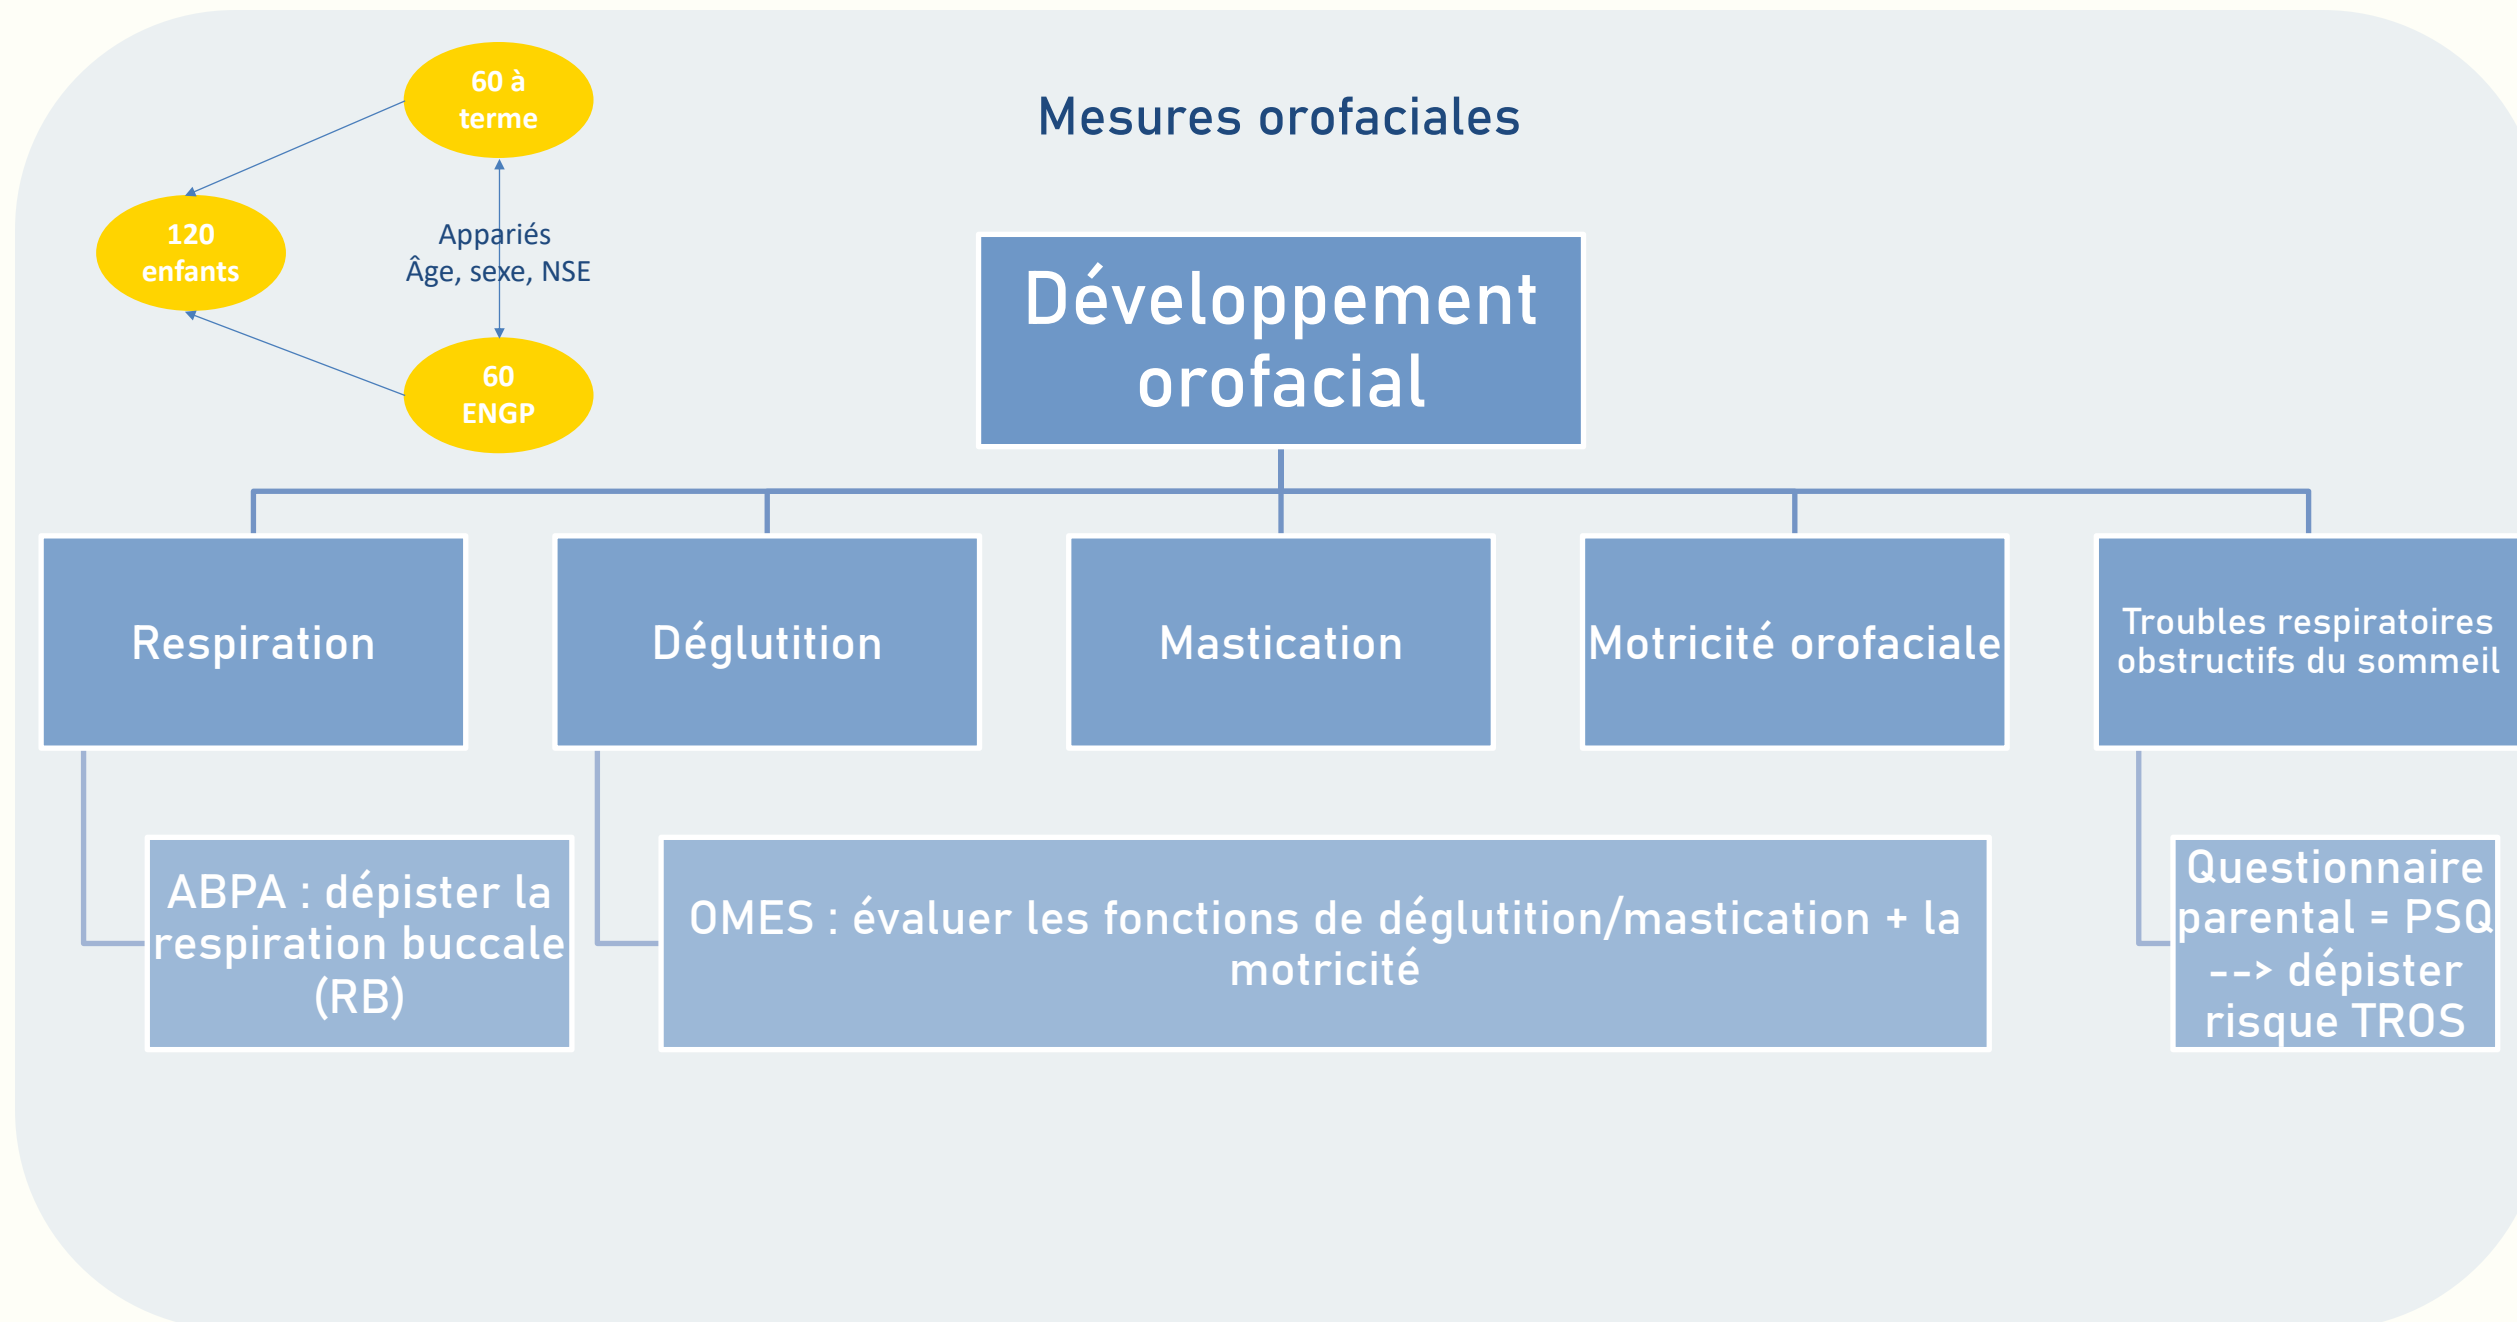 60 à
terme
Mesures orofaciales
120
enfants
Appariés
Âge, sexe, NSE
60
ENGP
Développement
orofacial
Respiration
Déglutition
Mastication
Motricité orofaciale
Troubles respiratoires
obstructifs du sommeil
ABPA : dépister la
respiration buccale
(RB)
OMES : évaluer les fonctions de déglutition/mastication + la
motricité
Questionnaire
parental = PSQ
--> dépister
risque TROS